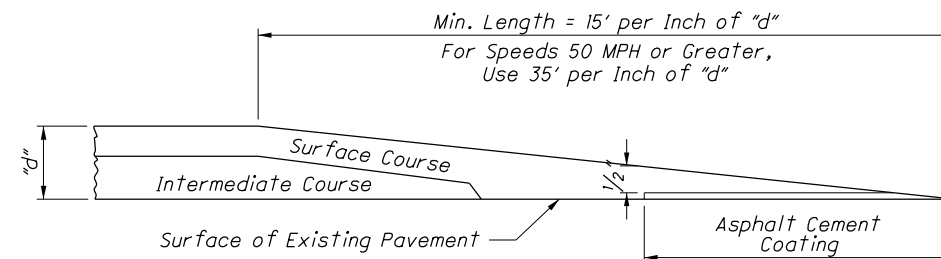 Min. Length = 15' per Inch of "d"
For Speeds 50 MPH or Greater,
Use 35' per Inch of "d"
"d"
Surface Course
Intermediate Course
1/2"
Surface of Existing Pavement
Asphalt Cement
Coating